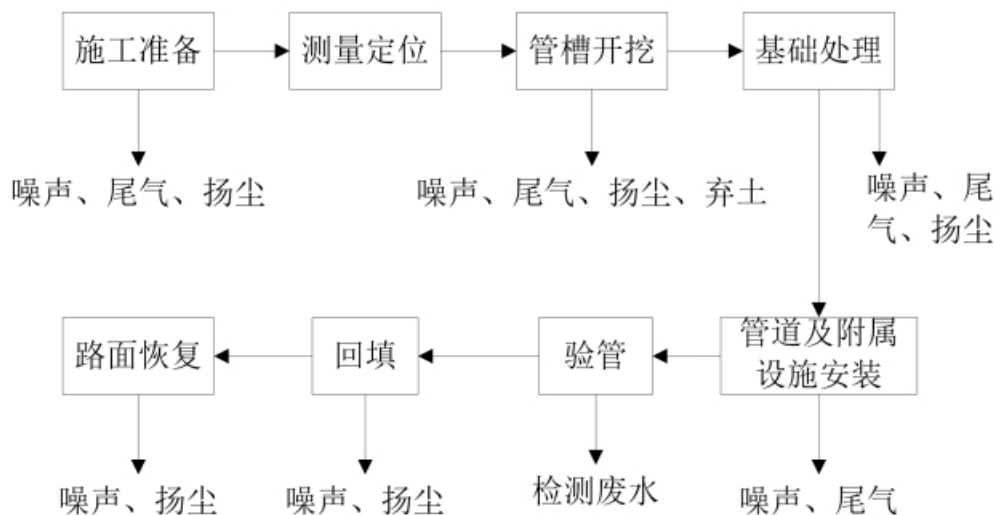 施工准备
测量定位
管槽开挖
基础处理
噪声、尾气、扬尘
噪声、尾气、扬尘、弃土
噪声、尾
气、扬尘
路面恢复
回填
验管
管道及附属
设施安装
噪声、扬尘
噪声、扬尘
检测废水
噪声、尾气